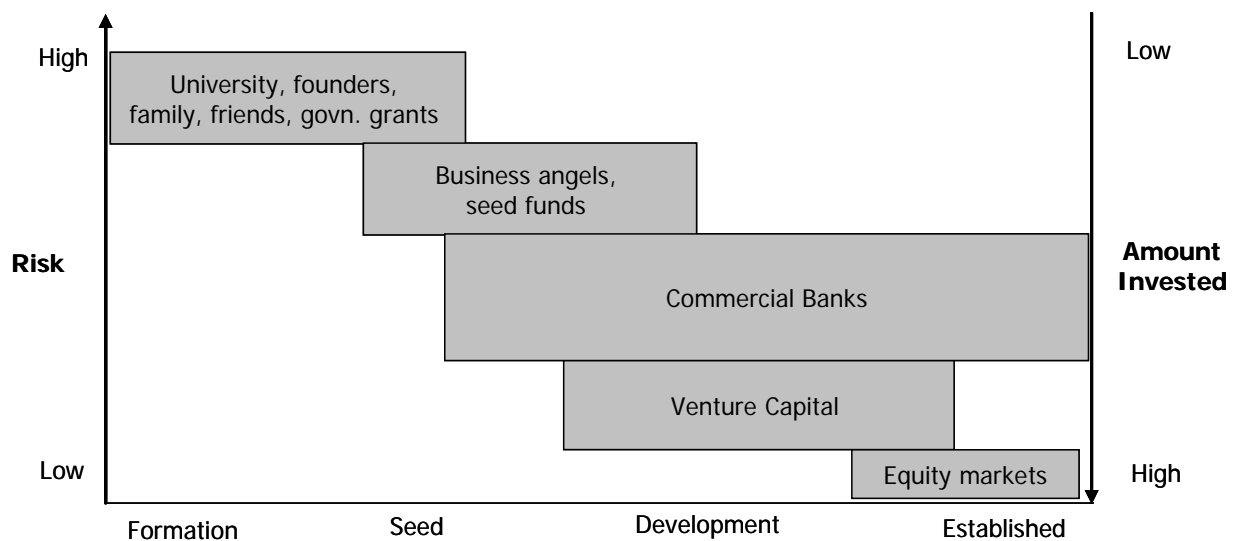 High
Low
University, founders,
family, friends, govn. grants
Business angels,
seed funds
Risk
Amount
Invested
Commercial Banks
Venture Capital
Low
Equity markets
High
Formation
Seed
Development
Established